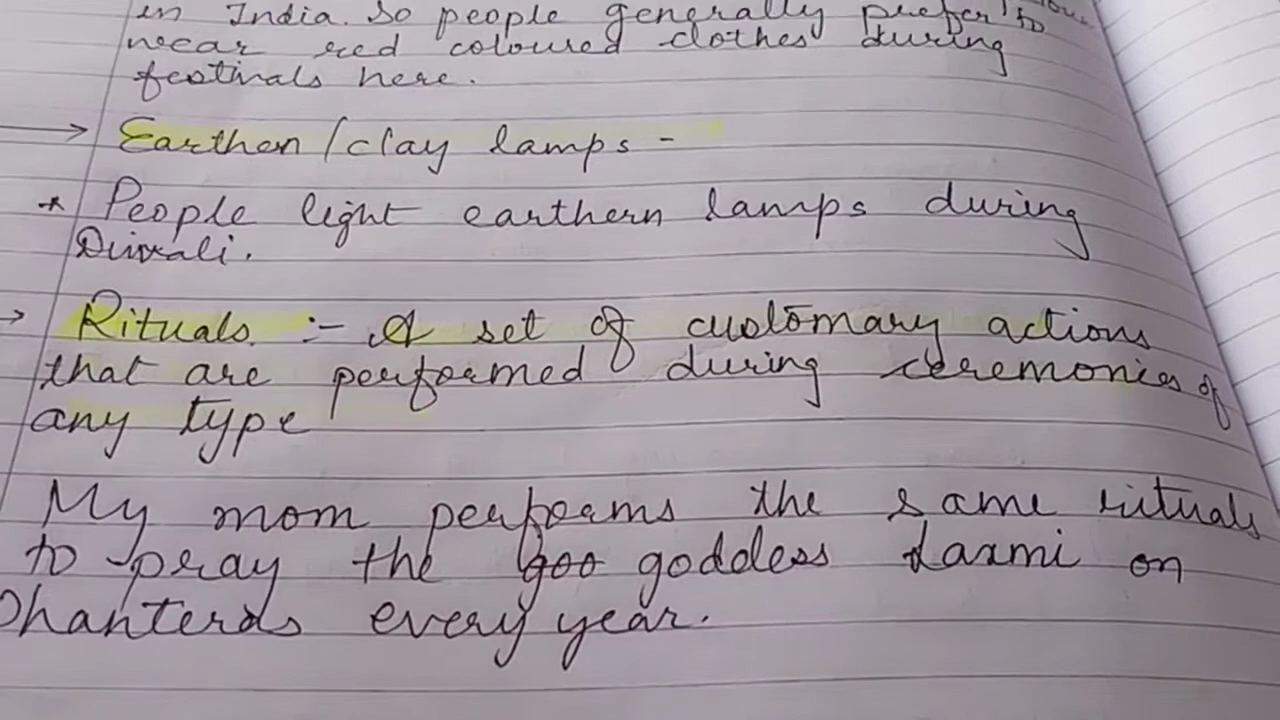 in India. So people generally prefer to
wear red coloured clothes during
festivals here.
→ Earthen/clay lamps -
* People light earthern lamps during
Diwali.
→ Rituals :- A set of customary actions
that are performed during ceremonies of
any type
My mom performs the same rituals
to pray the goo goddess Laxmi on
Dhanteras every year.